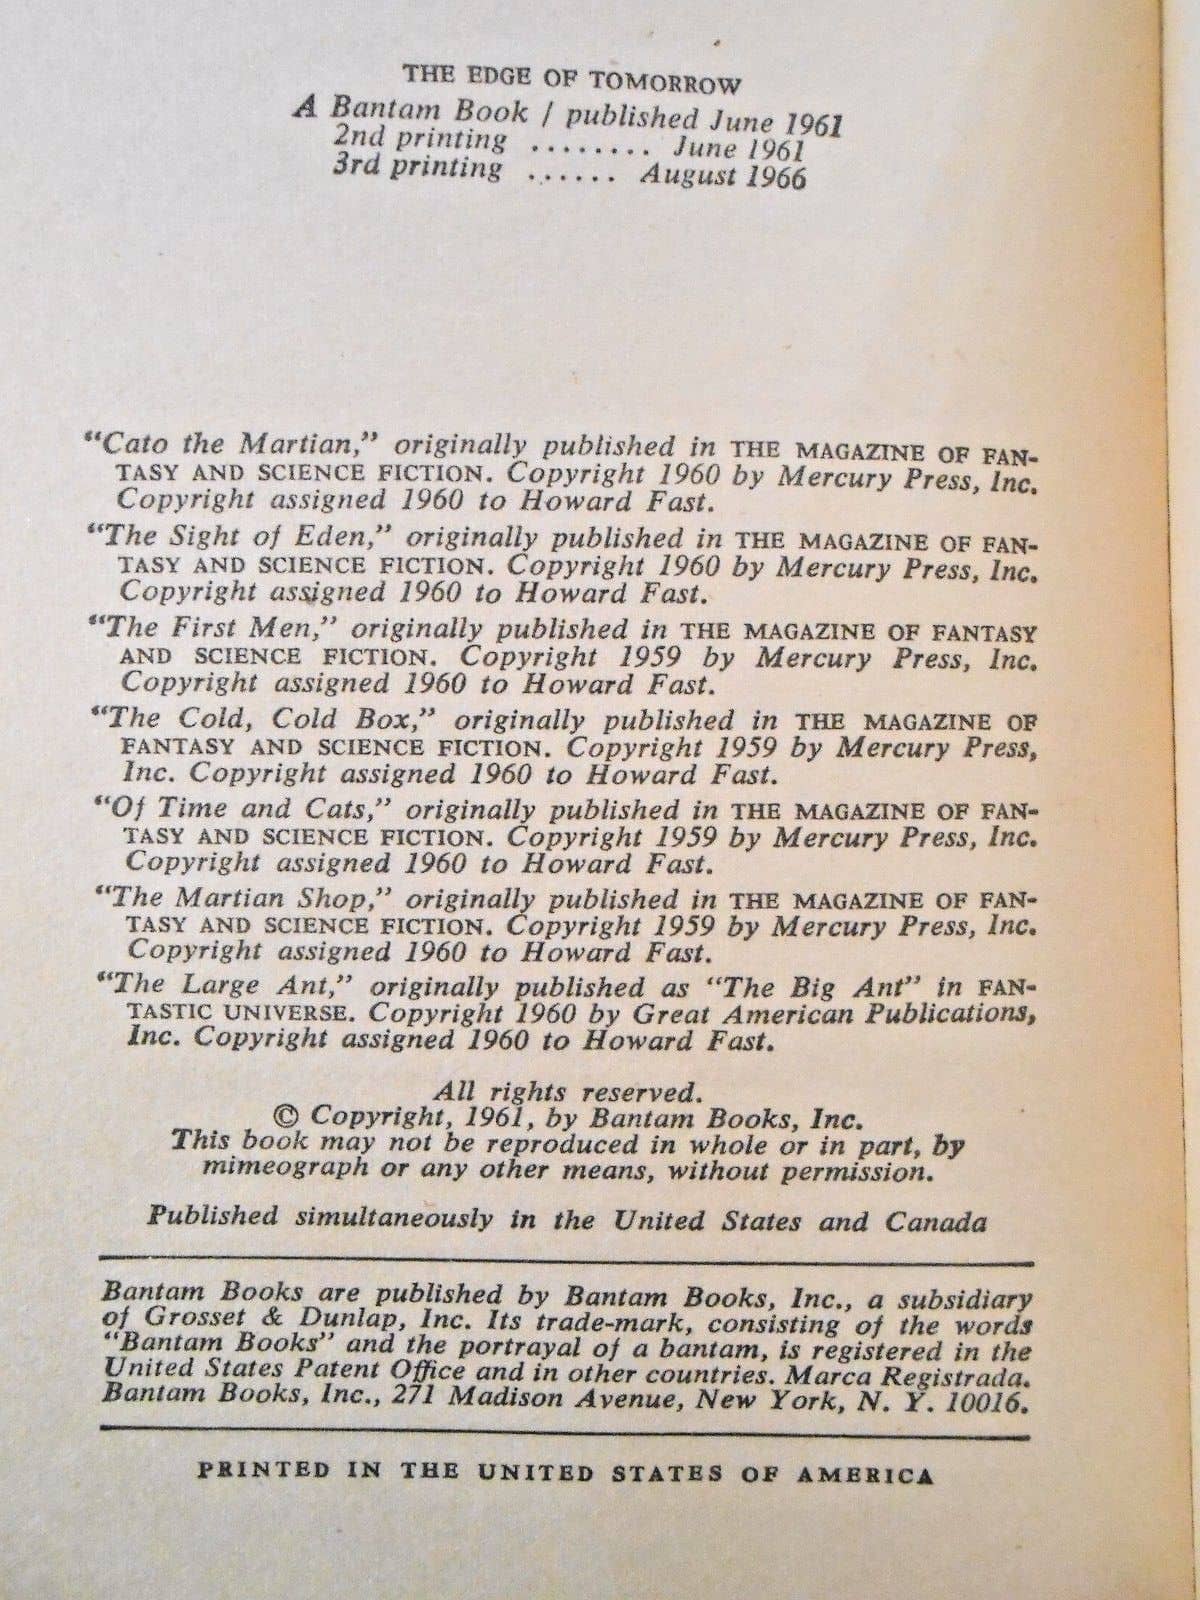 THE EDGE OF TOMORROW
A Bantam Book / published June 1961
2nd printing ........ June 1961
3rd printing ...... August 1966
“Cato the Martian,” originally published in THE MAGAZINE OF FAN-
TASY AND SCIENCE FICTION. Copyright 1960 by Mercury Press, Inc.
Copyright assigned 1960 to Howard Fast.
“The Sight of Eden,” originally published in THE MAGAZINE OF FAN-
TASY AND SCIENCE FICTION. Copyright 1960 by Mercury Press, Inc.
Copyright assigned 1960 to Howard Fast.
“The First Men,” originally published in THE MAGAZINE OF FANTASY
AND SCIENCE FICTION. Copyright 1959 by Mercury Press, Inc.
Copyright assigned 1960 to Howard Fast.
“The Cold, Cold Box,” originally published in THE MAGAZINE OF
FANTASY AND SCIENCE FICTION. Copyright 1959 by Mercury Press,
Inc. Copyright assigned 1960 to Howard Fast.
“Of Time and Cats,” originally published in THE MAGAZINE OF FAN-
TASY AND SCIENCE FICTION. Copyright 1959 by Mercury Press, Inc.
Copyright assigned 1960 to Howard Fast.
“The Martian Shop,” originally published in THE MAGAZINE OF FAN-
TASY AND SCIENCE FICTION. Copyright 1959 by Mercury Press, Inc.
Copyright assigned 1960 to Howard Fast.
“The Large Ant,” originally published as “The Big Ant” in FAN-
TASTIC UNIVERSE. Copyright 1960 by Great American Publications,
Inc. Copyright assigned 1960 to Howard Fast.
All rights reserved.
© Copyright, 1961, by Bantam Books, Inc.
This book may not be reproduced in whole or in part, by
mimeograph or any other means, without permission.
Published simultaneously in the United States and Canada
Bantam Books are published by Bantam Books, Inc., a subsidiary
of Grosset & Dunlap, Inc. Its trade-mark, consisting of the words
“Bantam Books” and the portrayal of a bantam, is registered in the
United States Patent Office and in other countries. Marca Registrada.
Bantam Books, Inc., 271 Madison Avenue, New York, N. Y. 10016.
PRINTED IN THE UNITED STATES OF AMERICA